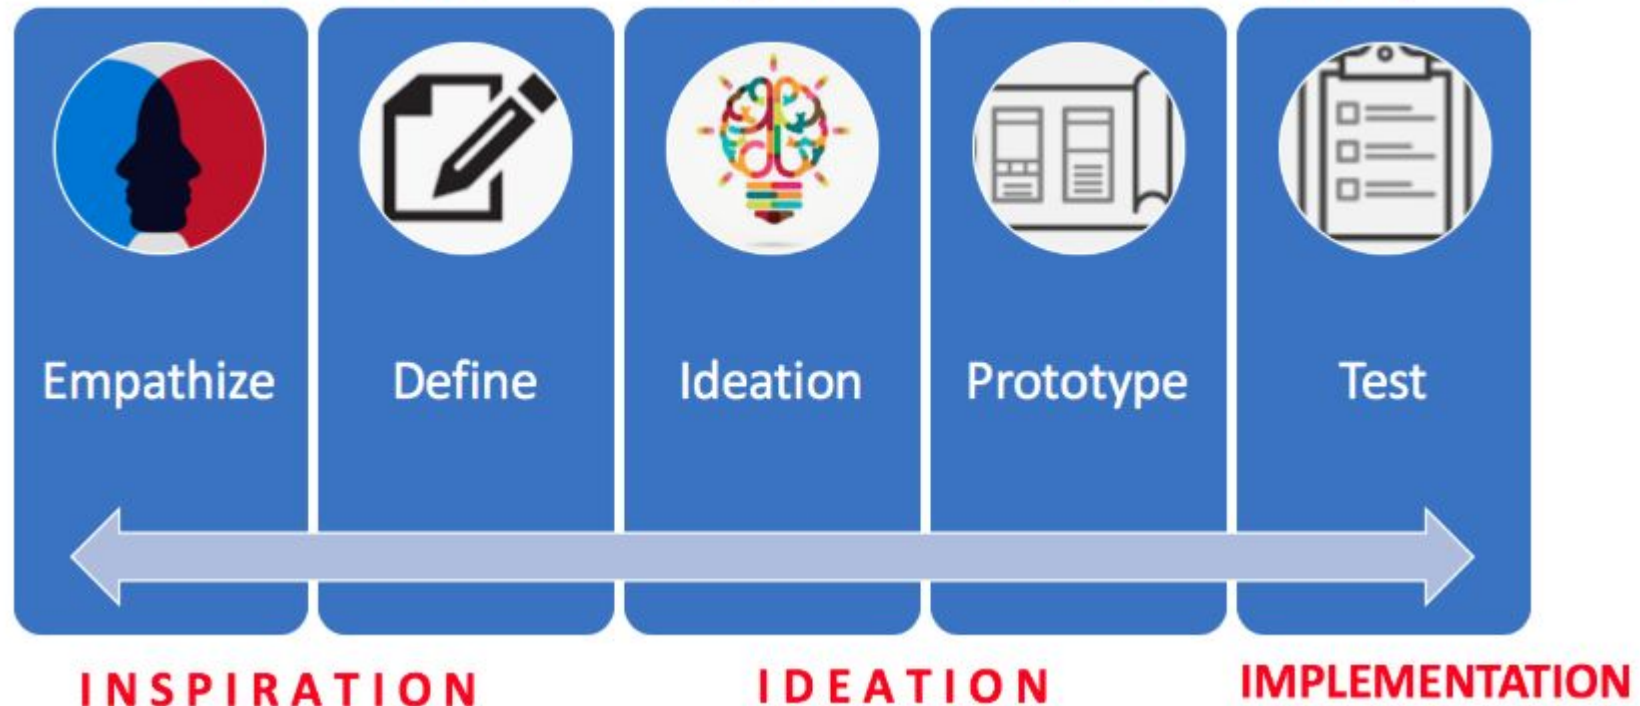 Empathize
Define
Ideation
Prototype
Test
INSPIRATION
IDEATION
IMPLEMENTATION